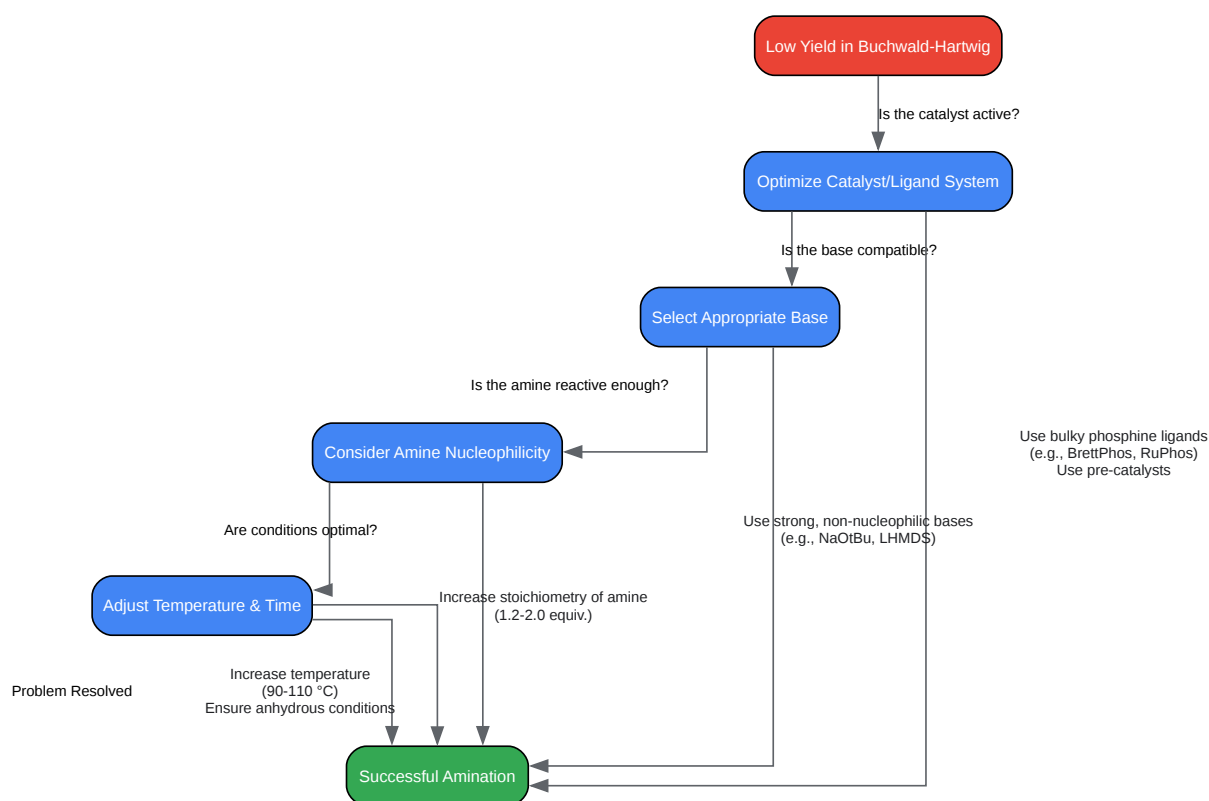 Low Yield in Buchwald-Hartwig
Is the catalyst active?
Optimize Catalyst/Ligand System
Is the base compatible?
Select Appropriate Base
Is the amine reactive enough?
Consider Amine Nucleophilicity
Use bulky phosphine ligands
(e.g., BrettPhos, RuPhos)
Use pre-catalysts
Are conditions optimal?
Use strong, non-nucleophilic bases
(e.g., NaOtBu, LHMDS)
Adjust Temperature & Time
Increase stoichiometry of amine
(1.2-2.0 equiv.)
Problem Resolved
Increase temperature
(90-110 °C)
Ensure anhydrous conditions
Successful Amination